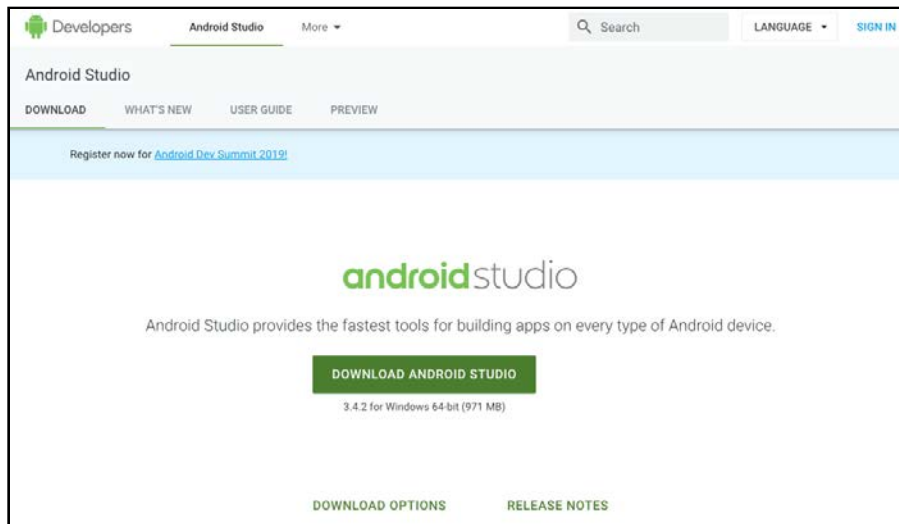 Developers Android Studio More Search LANGUAGE SIGN IN
Android Studio
DOWNLOAD WHAT'S NEW USER GUIDE PREVIEW
Register now for Android Dev Summit 2019!
androidstudio
Android Studio provides the fastest tools for building apps on every type of Android device.
DOWNLOAD ANDROID STUDIO
3.4.2 for Windows 64-bit (971 MB)
DOWNLOAD OPTIONS RELEASE NOTES